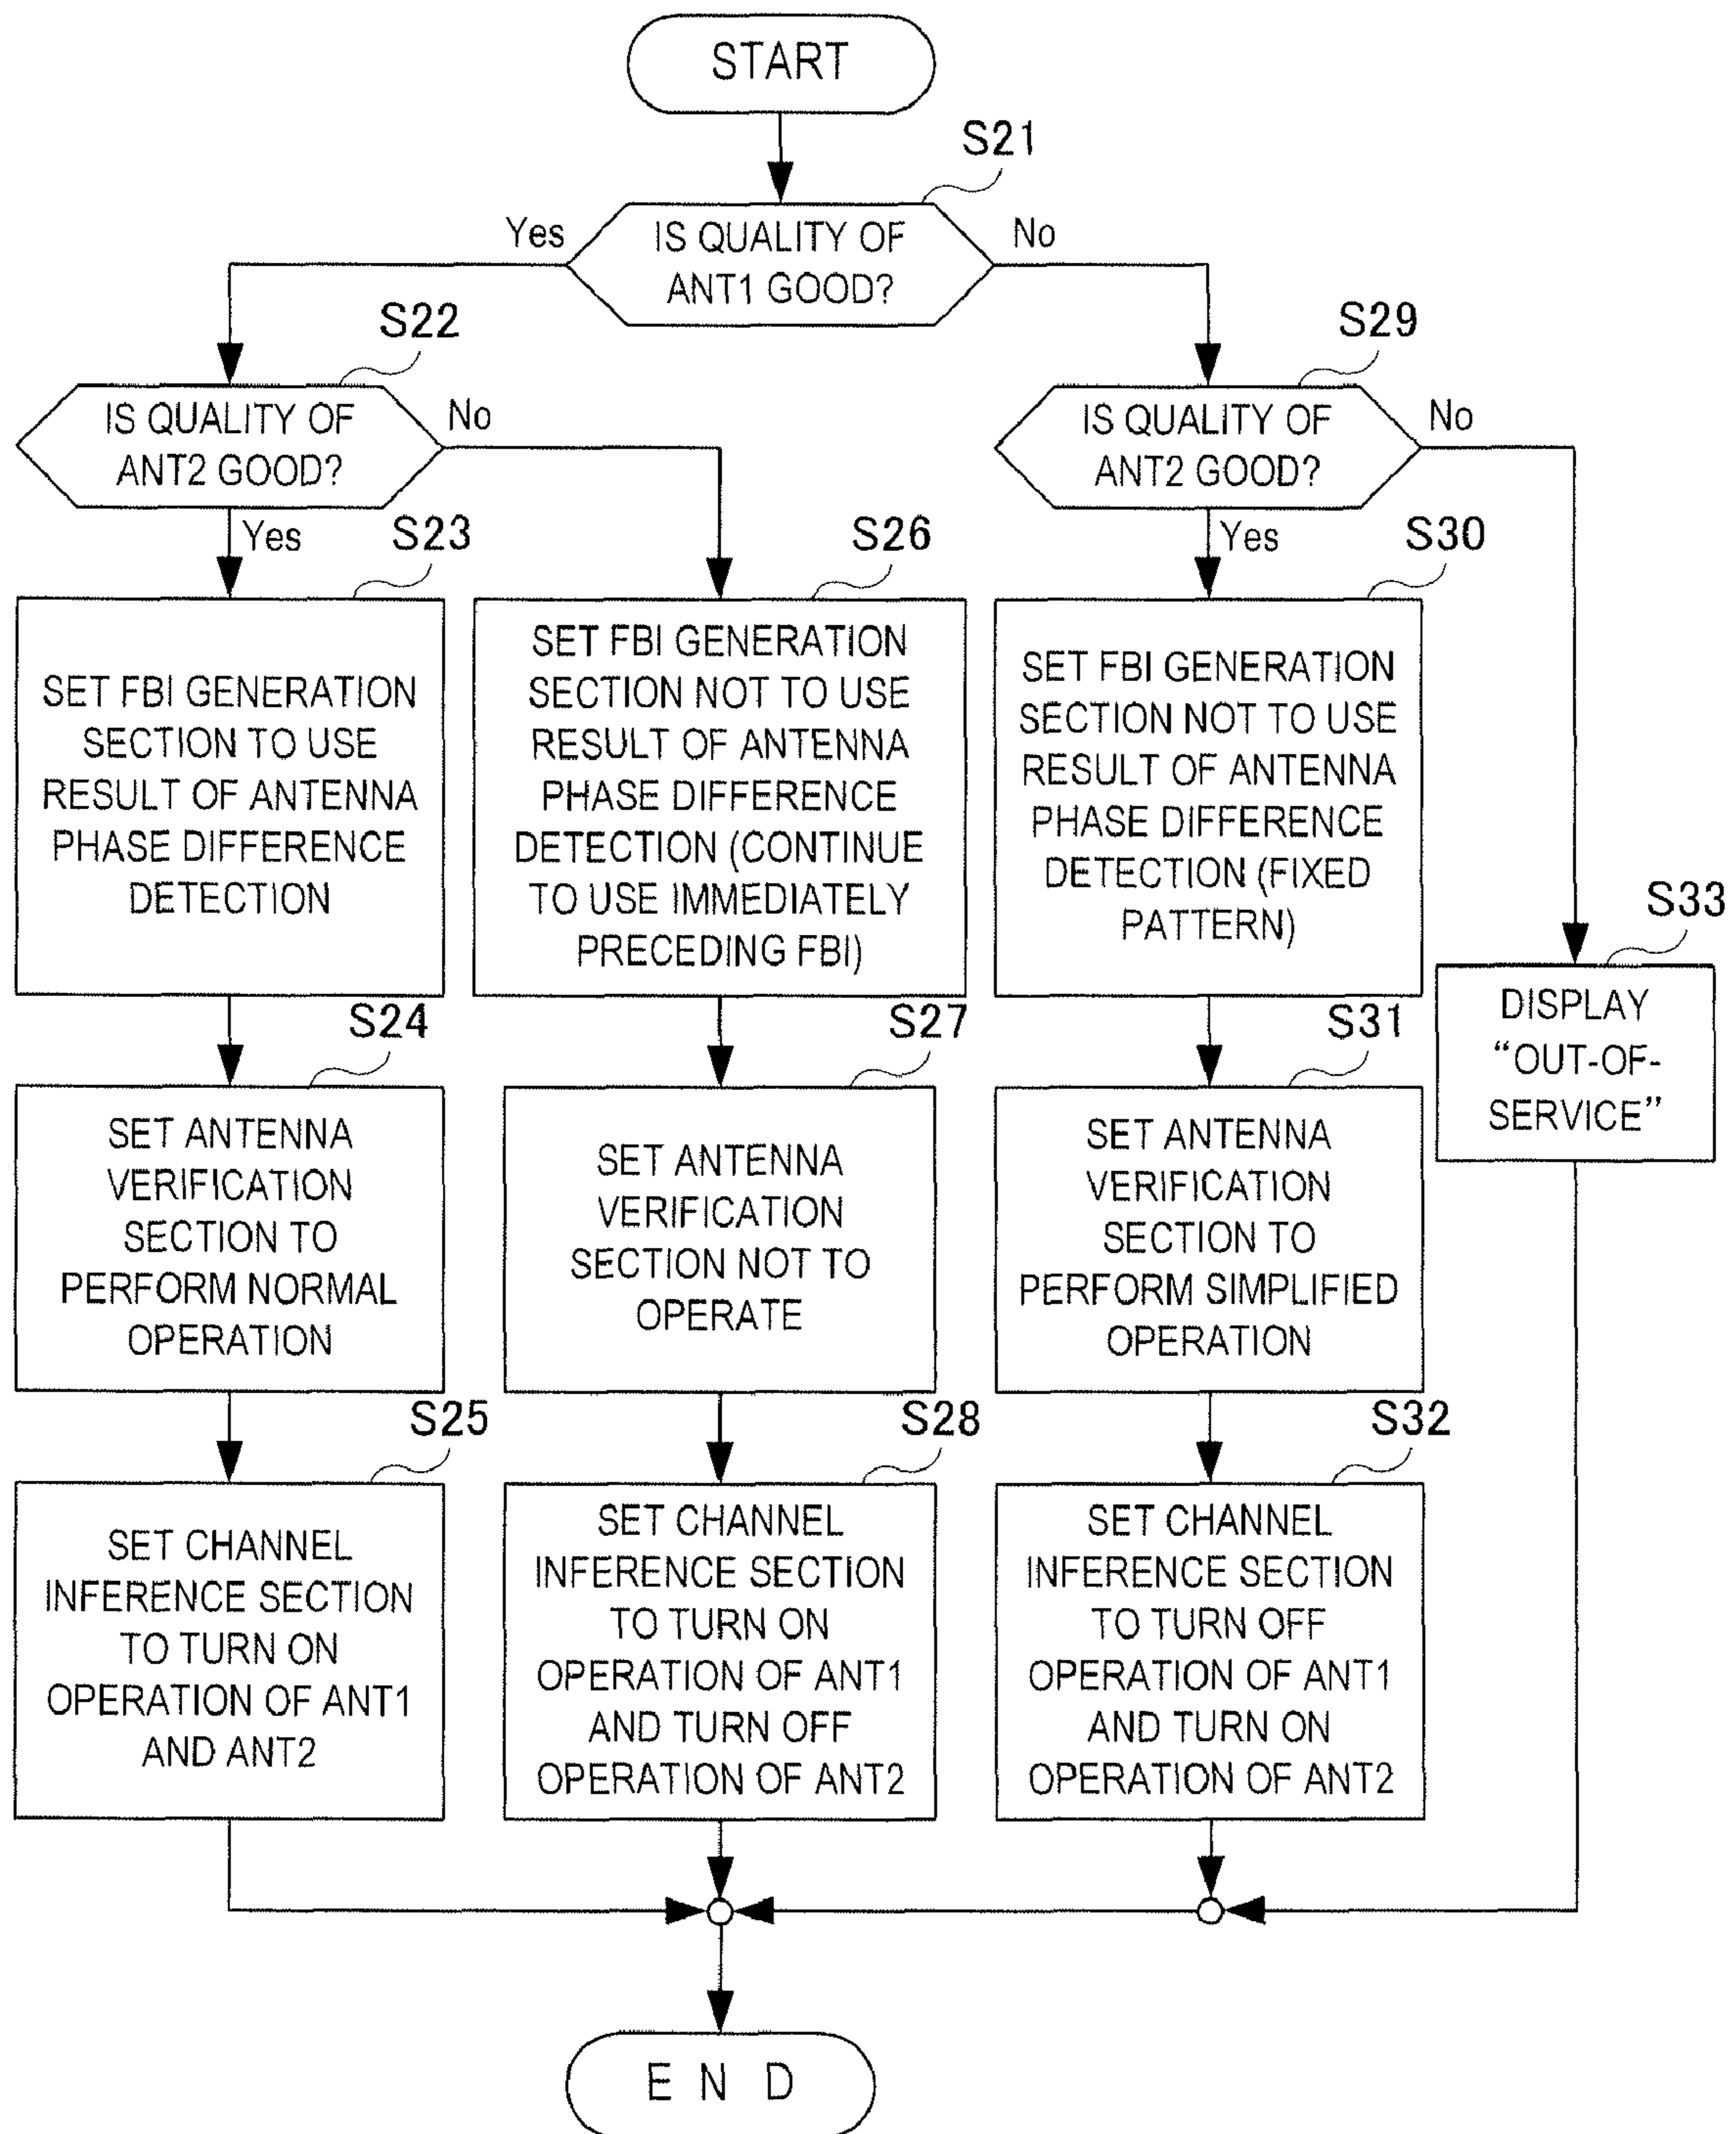 START
S21
Yes
IS QUALITY OF
ANT1 GOOD?
No
S22
IS QUALITY OF
ANT2 GOOD?
No
Yes
S29
IS QUALITY OF
ANT2 GOOD?
No
Yes
S23
SET FBI GENERATION
SECTION TO USE
RESULT OF ANTENNA
PHASE DIFFERENCE
DETECTION
S26
SET FBI GENERATION
SECTION NOT TO USE
RESULT OF ANTENNA
PHASE DIFFERENCE
DETECTION (CONTINUE
TO USE IMMEDIATELY
PRECEDING FBI)
S30
SET FBI GENERATION
SECTION NOT TO USE
RESULT OF ANTENNA
PHASE DIFFERENCE
DETECTION (FIXED
PATTERN)
S33
DISPLAY
“OUT-OF-
SERVICE”
S24
SET ANTENNA
VERIFICATION
SECTION TO
PERFORM NORMAL
OPERATION
S27
SET ANTENNA
VERIFICATION
SECTION NOT TO
OPERATE
S31
SET ANTENNA
VERIFICATION
SECTION TO
PERFORM SIMPLIFIED
OPERATION
S25
SET CHANNEL
INFERENCE SECTION
TO TURN ON
OPERATION OF ANT1
AND ANT2
S28
SET CHANNEL
INFERENCE SECTION
TO TURN ON
OPERATION OF ANT1
AND TURN OFF
OPERATION OF ANT2
S32
SET CHANNEL
INFERENCE SECTION
TO TURN OFF
OPERATION OF ANT1
AND TURN ON
OPERATION OF ANT2
END